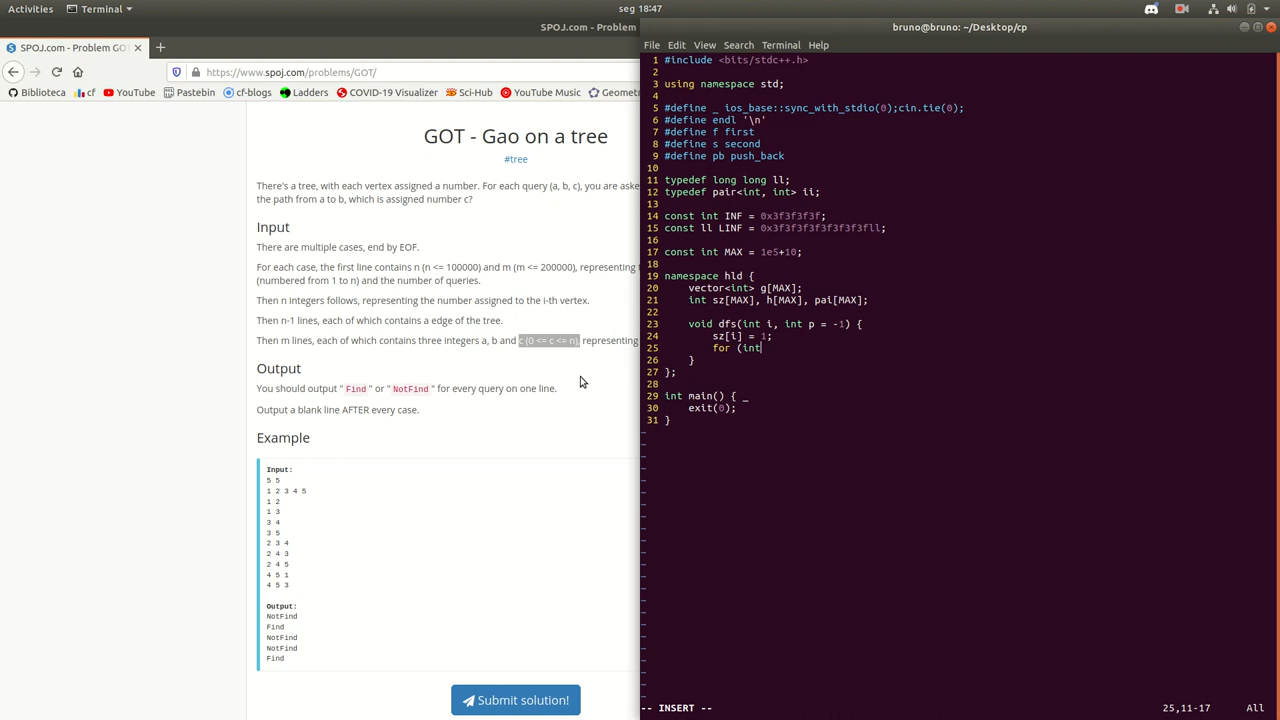 Activities Terminal seg 18:47
SPOJ.com - Problem
SPOJ.com - Problem GOT
https://www.spoj.com/problems/GOT/
Biblioteca cf YouTube Pastebin cf-blogs Ladders COVID-19 Visualizer Sci-Hub YouTube Music Geomet
GOT - Gao on a tree
#tree
There's a tree, with each vertex assigned a number. For each query (a, b, c), you are aske
the path from a to b, which is assigned number c?
Input
There are multiple cases, end by EOF.
For each case, the first line contains n (n <= 100000) and m (m <= 200000), representing
(numbered from 1 to n) and the number of queries.
Then n integers follows, representing the number assigned to the i-th vertex.
Then n-1 lines, each of which contains a edge of the tree.
Then m lines, each of which contains three integers a, b and c (0 <= c <= n), representing
Output
You should output " Find " or " NotFind " for every query on one line.
Output a blank line AFTER every case.
Example
Input:
5 5
1 2 3 4 5
1 2
1 3
3 4
3 5
2 3 4
2 4 3
2 4 5
4 5 1
4 5 3
Output:
NotFind
Find
NotFind
NotFind
Find
Submit solution!
bruno@bruno: ~/Desktop/cp
File Edit View Search Terminal Help
1 #include <bits/stdc++.h>
2
3 using namespace std;
4
5 #define _ ios_base::sync_with_stdio(0);cin.tie(0);
6 #define endl '\n'
7 #define f first
8 #define s second
9 #define pb push_back
10
11 typedef long long ll;
12 typedef pair<int, int> ii;
13
14 const int INF = 0x3f3f3f3f;
15 const ll LINF = 0x3f3f3f3f3f3f3f3fll;
16
17 const int MAX = 1e5+10;
18
19 namespace hld {
20 vector<int> g[MAX];
21 int sz[MAX], h[MAX], pai[MAX];
22
23 void dfs(int i, int p = -1) {
24 sz[i] = 1;
25 for (int
26 }
27 };
28
29 int main() { _
30 exit(0);
31 }
-- INSERT -- 25,11-17 All